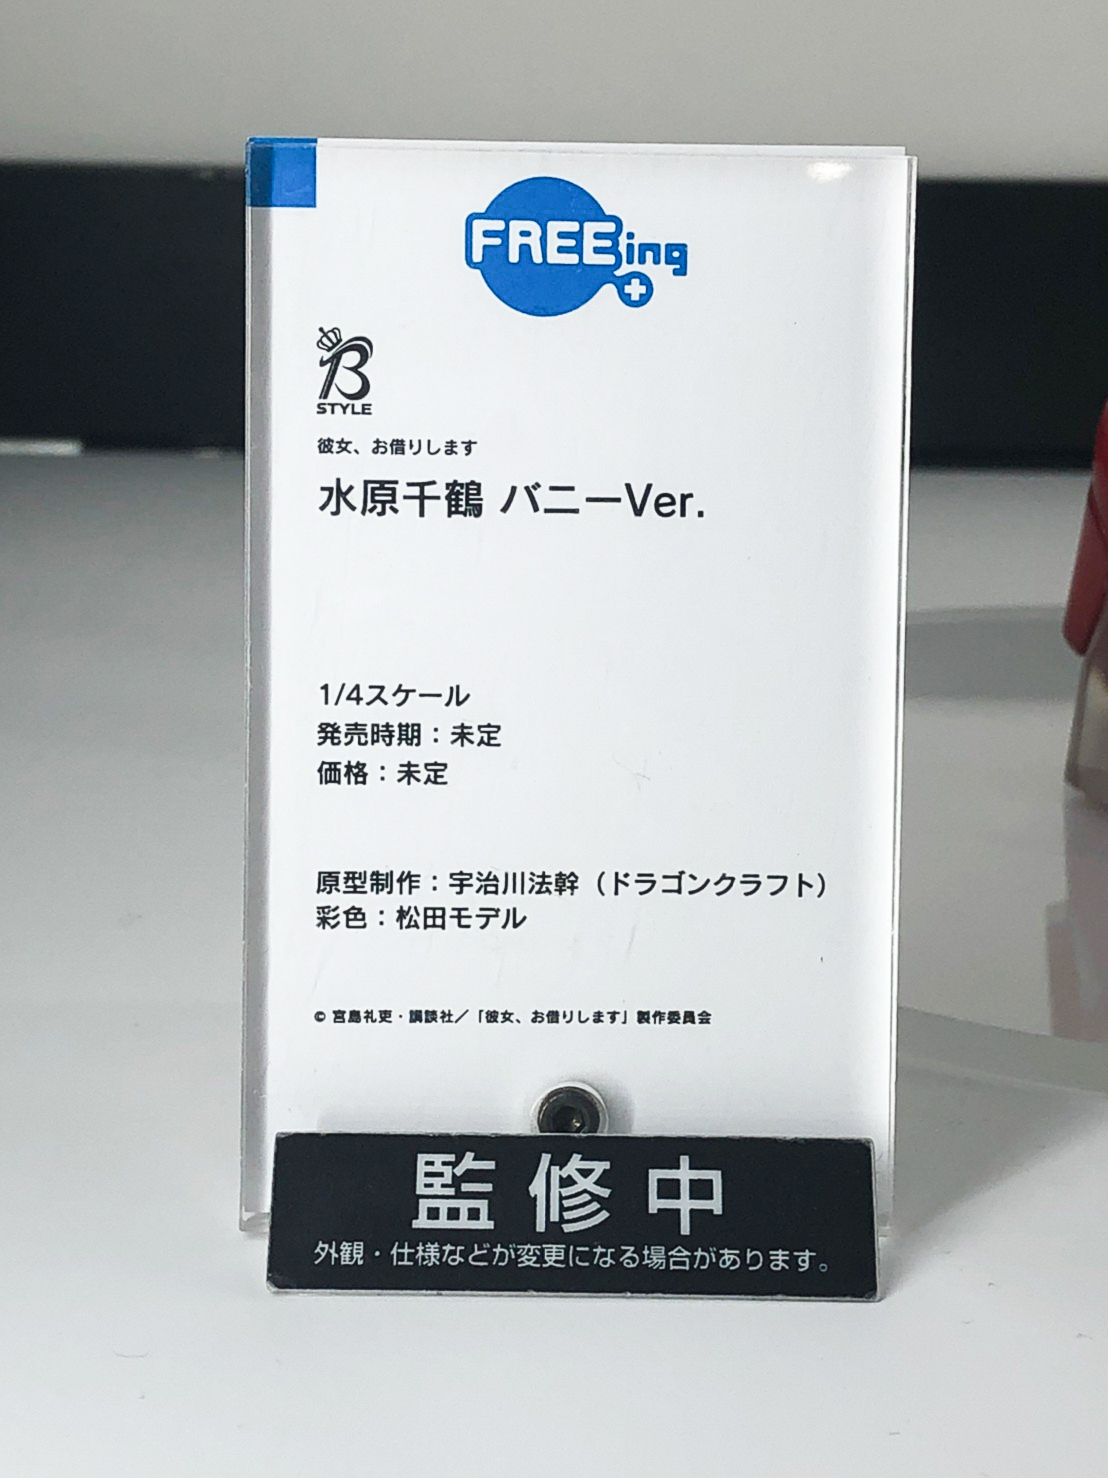 FREEing
B
STYLE
彼女、お借りします
水原千鶴 バニーVer.
1/4スケール
発売時期：未定
価格：未定
原型制作：宇治川法幹（ドラゴンクラフト）
彩色：松田モデル
© 宮島礼吏・講談社／「彼女、お借りします」製作委員会
監修中
外観・仕様などが変更になる場合があります。